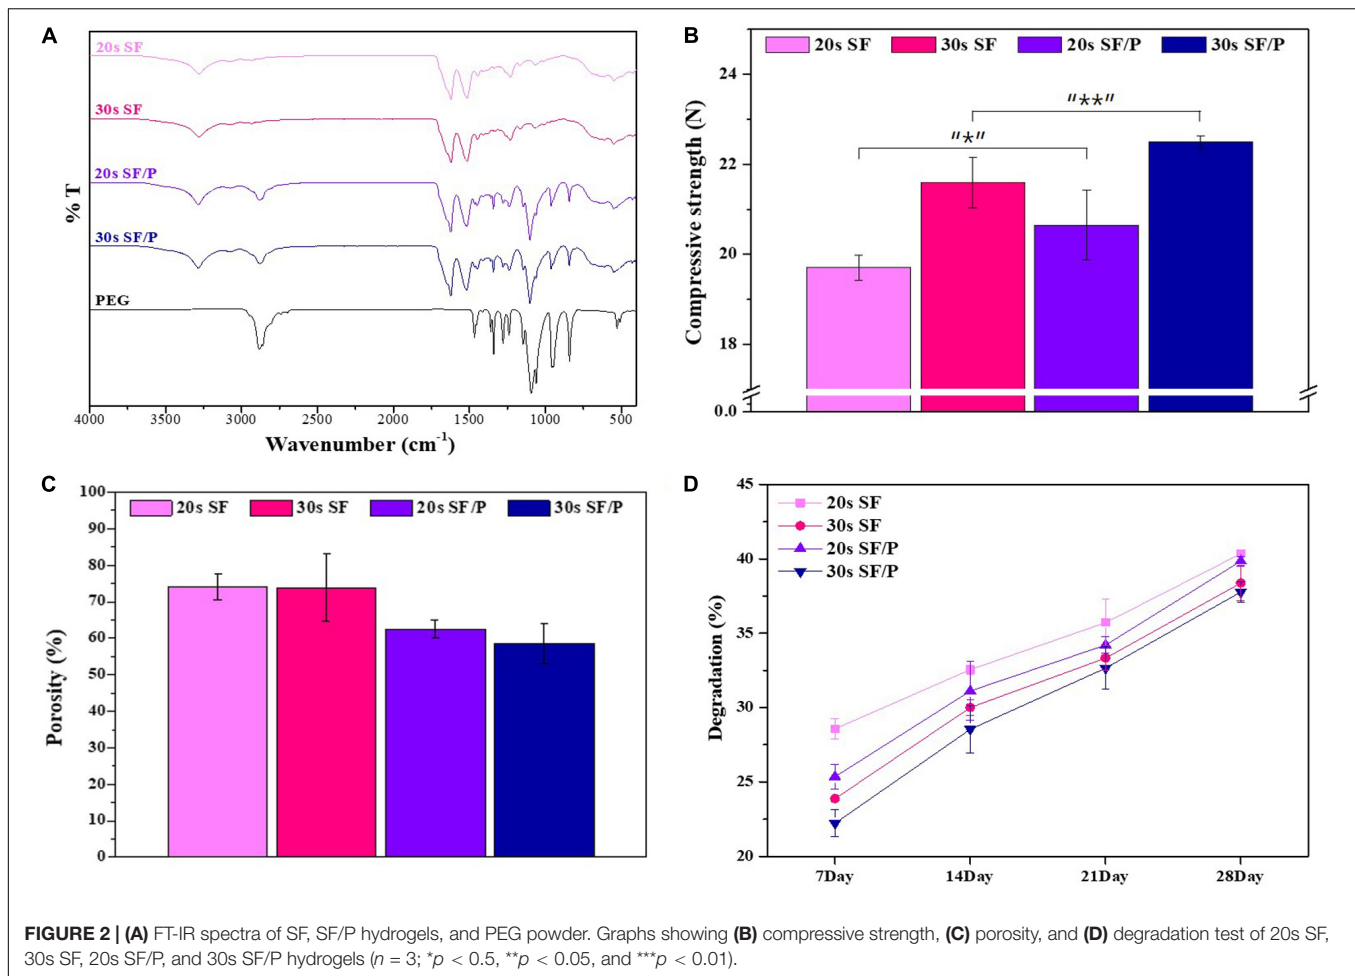 A
20s SF
30s SF
20s SF/P
30s SF/P
PEG
% T
4000 3500 3000 2500 2000 1500 1000 500
Wavenumber (cm-1)
B
20s SF 30s SF 20s SF/P 30s SF/P
24
22
20
18
0.0
Compressive strength (N)
"*"
"**"
C
20s SF 30s SF 20s SF/P 30s SF/P
100
90
80
70
60
50
40
30
20
10
0
Porosity (%)
D
20s SF
30s SF
20s SF/P
30s SF/P
45
40
35
30
25
20
Degradation (%)
7Day 14Day 21Day 28Day
FIGURE 2 | (A) FT-IR spectra of SF, SF/P hydrogels, and PEG powder. Graphs showing (B) compressive strength, (C) porosity, and (D) degradation test of 20s SF,
30s SF, 20s SF/P, and 30s SF/P hydrogels (n = 3; *p < 0.5, **p < 0.05, and ***p < 0.01).